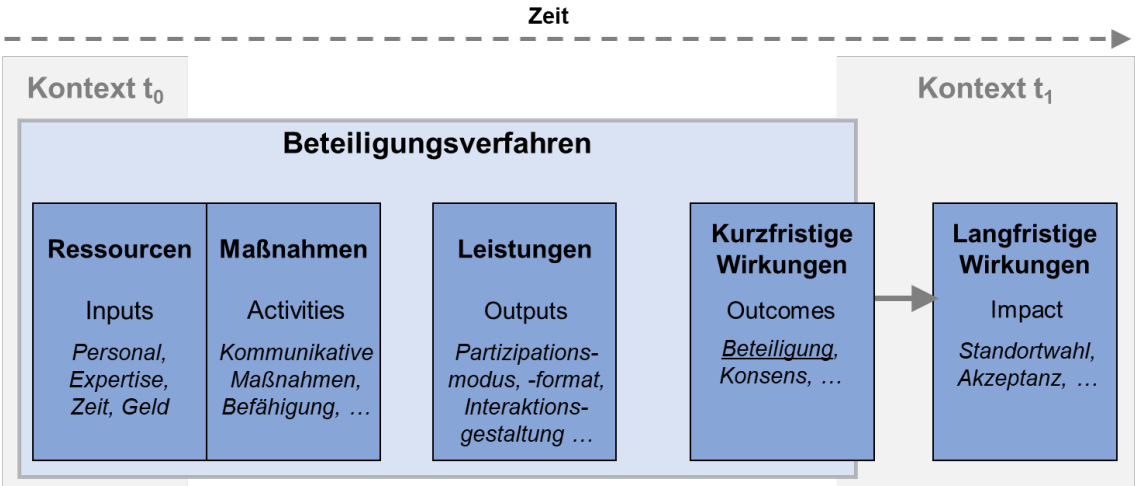 Zeit
Kontext t0
Kontext t1
Beteiligungsverfahren
Ressourcen
Inputs
Personal,
Expertise,
Zeit, Geld
Maßnahmen
Activities
Kommunikative
Maßnahmen,
Befähigung, …
Leistungen
Outputs
Partizipations-
modus, -format,
Interaktions-
gestaltung …
Kurzfristige
Wirkungen
Outcomes
Beteiligung,
Konsens, …
Langfristige
Wirkungen
Impact
Standortwahl,
Akzeptanz, …